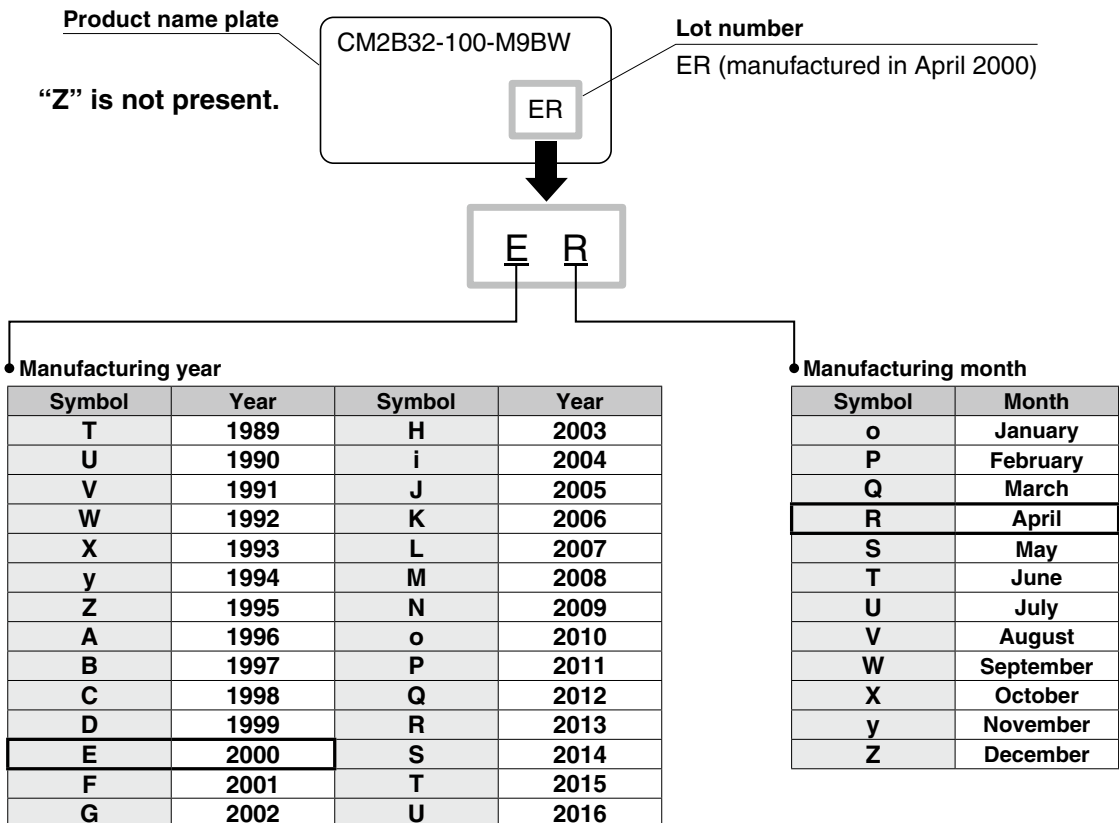 Product name plate
CM2B32-100-M9BW
Lot number
ER (manufactured in April 2000)
“Z” is not present.
ER
E R
Manufacturing year
Symbol Year Symbol Year
T 1989 H 2003
U 1990 i 2004
V 1991 J 2005
W 1992 K 2006
X 1993 L 2007
y 1994 M 2008
Z 1995 N 2009
A 1996 o 2010
B 1997 P 2011
C 1998 Q 2012
D 1999 R 2013
E 2000 S 2014
F 2001 T 2015
G 2002 U 2016
Manufacturing month
Symbol Month
o January
P February
Q March
R April
S May
T June
U July
V August
W September
X October
y November
Z December